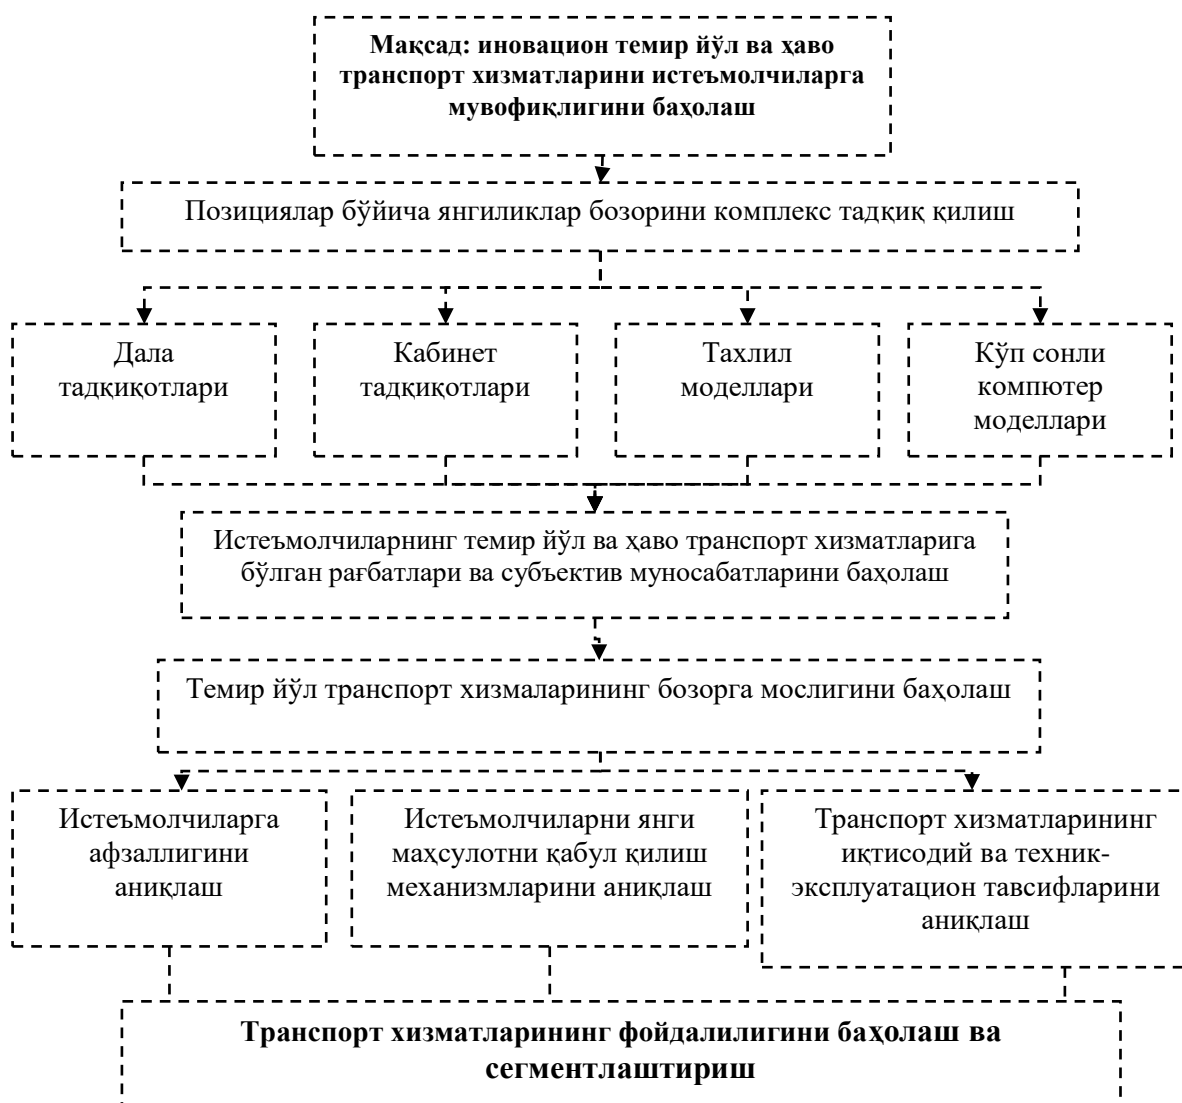 Мақсад: иновацион темир йўл ва ҳаво
транспорт хизматларини истеъмолчиларга
мувофиқлигини баҳолаш
Позициялар бўйича янгиликлар бозорини комплекс тадқиқ қилиш
Дала
тадқиқотлари
Кабинет
тадқиқотлари
Тахлил
моделлари
Кўп сонли
компютер
моделлари
Истеъмолчиларнинг темир йўл ва ҳаво транспорт хизматларига
бўлган рағбатлари ва субъектив муносабатларини баҳолаш
Темир йўл транспорт хизмаларининг бозорга мослигини баҳолаш
Истеъмолчиларга
афзаллигини
аниқлаш
Истеъмолчиларни янги
маҳсулотни қабул қилиш
механизмларини аниқлаш
Транспорт хизматларининг
иқтисодий ва техник-
эксплуатацион тавсифларини
аниқлаш
Транспорт хизматларининг фойдалилигини баҳолаш ва
сегментлаштириш